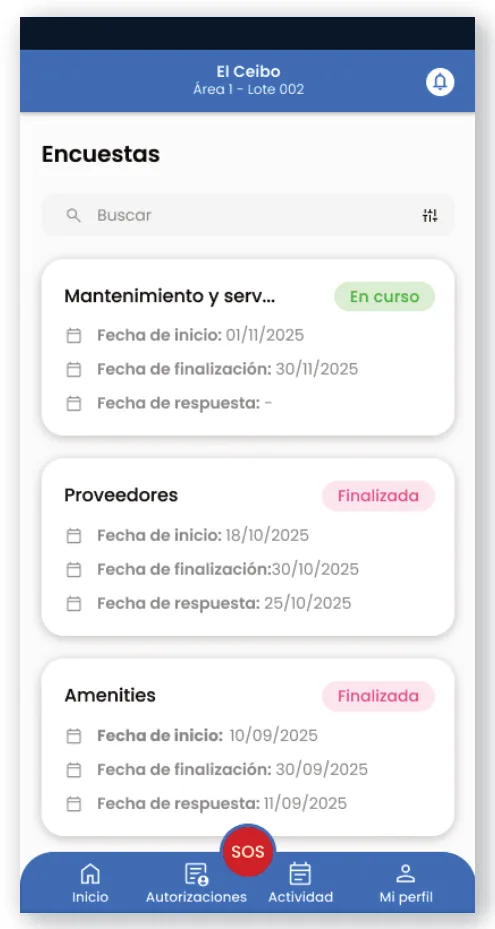 El Ceibo
Área 1 - Lote 002
Encuestas
Buscar
Mantenimiento y serv...
En curso
Fecha de inicio: 01/11/2025
Fecha de finalización: 30/11/2025
Fecha de respuesta: -
Proveedores
Finalizada
Fecha de inicio: 18/10/2025
Fecha de finalización:30/10/2025
Fecha de respuesta: 25/10/2025
Amenities
Finalizada
Fecha de inicio: 10/09/2025
Fecha de finalización: 30/09/2025
Fecha de respuesta: 11/09/2025
SOS
Inicio
Autorizaciones
Actividad
Mi perfil